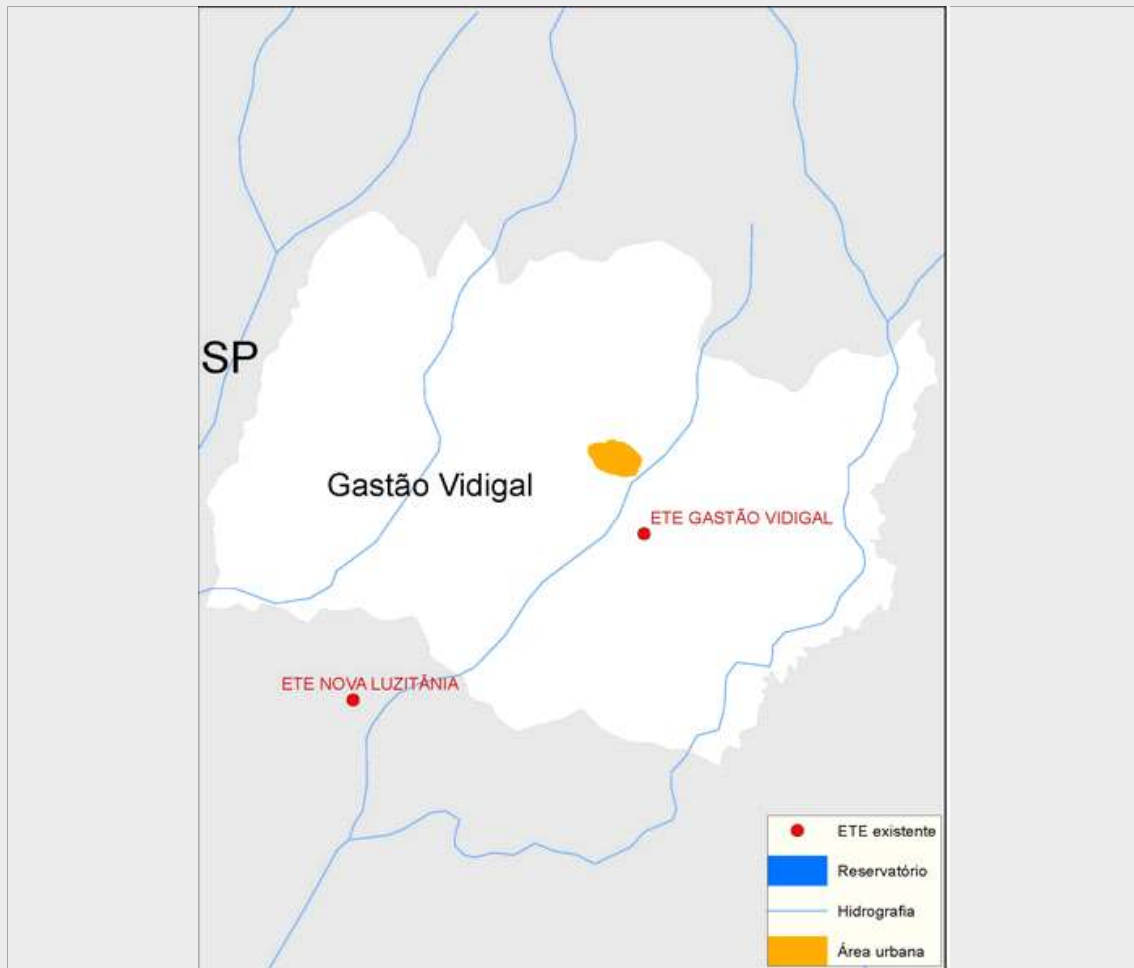 SP
Gastão Vidigal
ETE GASTÃO VIDIGAL
ETE NOVA LUZITÂNIA
ETE existente
Reservatório
Hidrografia
Área urbana